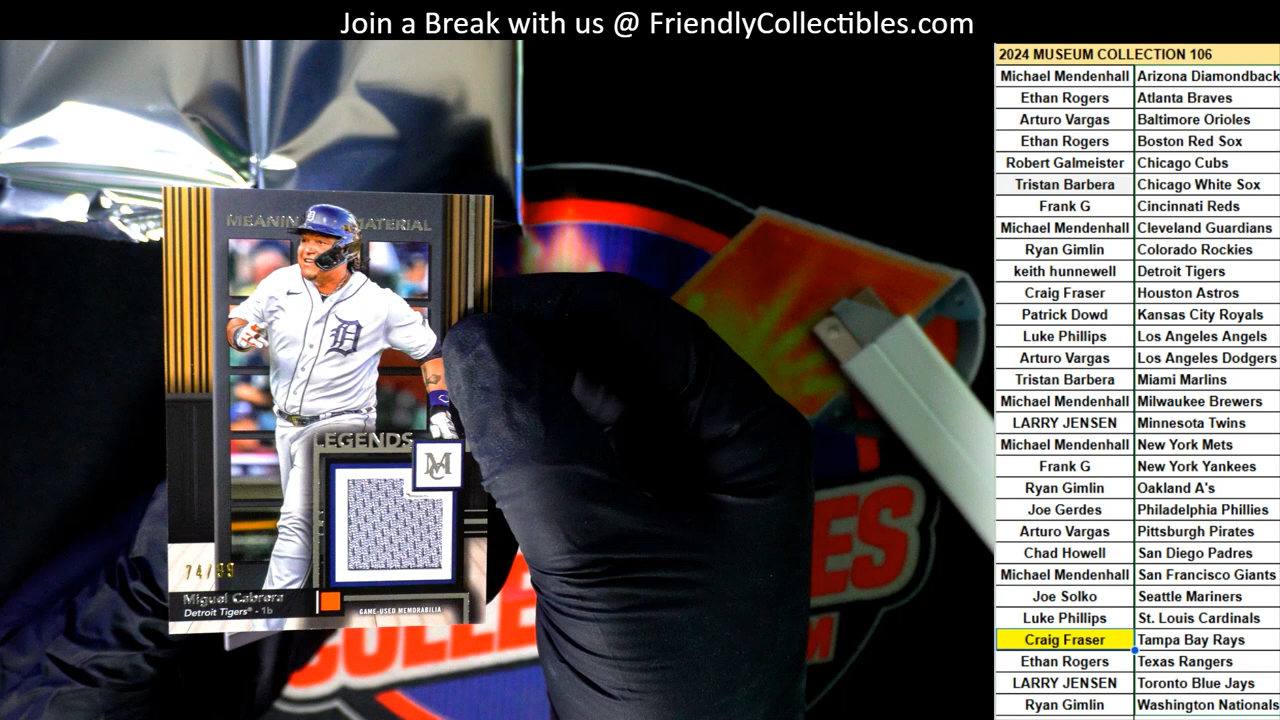 Join a Break with us @ FriendlyCollectibles.com
2024 MUSEUM COLLECTION 106
Michael Mendenhall Arizona Diamondback
Ethan Rogers Atlanta Braves
Arturo Vargas Baltimore Orioles
Ethan Rogers Boston Red Sox
Robert Galmeister Chicago Cubs
Tristan Barbera Chicago White Sox
Frank G Cincinnati Reds
Michael Mendenhall Cleveland Guardians
Ryan Gimlin Colorado Rockies
keith hunnewell Detroit Tigers
Craig Fraser Houston Astros
Patrick Dowd Kansas City Royals
Luke Phillips Los Angeles Angels
Arturo Vargas Los Angeles Dodgers
Tristan Barbera Miami Marlins
Michael Mendenhall Milwaukee Brewers
LARRY JENSEN Minnesota Twins
Michael Mendenhall New York Mets
Frank G New York Yankees
Ryan Gimlin Oakland A's
Joe Gerdes Philadelphia Phillies
Arturo Vargas Pittsburgh Pirates
Chad Howell San Diego Padres
Michael Mendenhall San Francisco Giants
Joe Solko Seattle Mariners
Luke Phillips St. Louis Cardinals
Craig Fraser Tampa Bay Rays
Ethan Rogers Texas Rangers
LARRY JENSEN Toronto Blue Jays
Ryan Gimlin Washington Nationals
MEANIN ATERIAL
D
LEGENDS
MC
Miguel Cabrera
Detroit Tigers® - 1b
GAME-USED MEMORABILIA